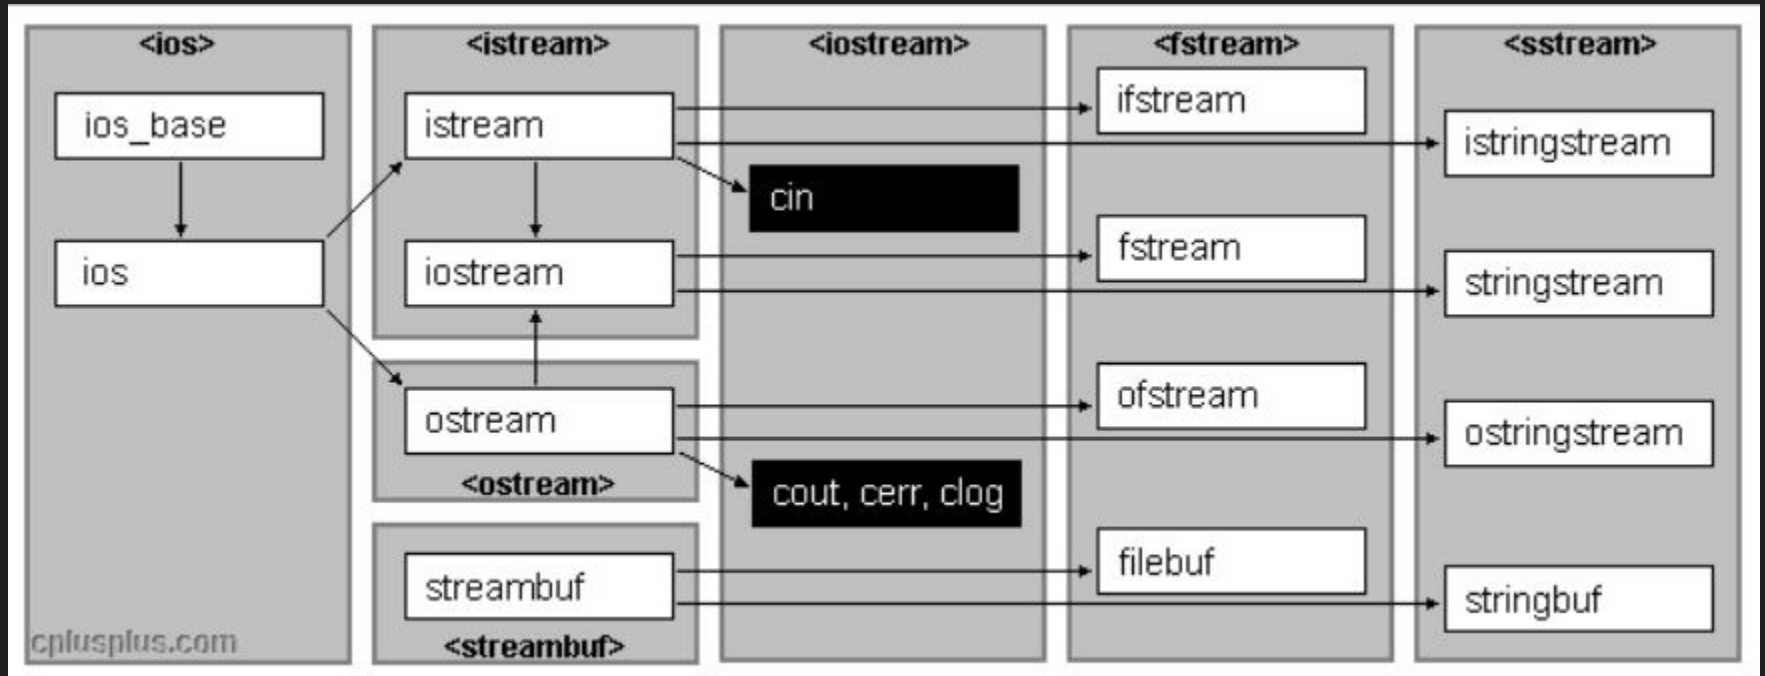 <ios>
ios_base
ios
cplusplus.com
<istream>
istream
iostream
ostream
<ostream>
streambuf
<streambuf>
<iostream>
cin
cout, cerr, clog
<fstream>
ifstream
fstream
ofstream
filebuf
<sstream>
istringstream
stringstream
ostringstream
stringbuf